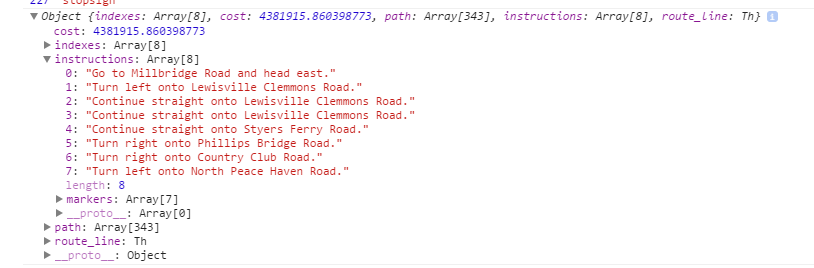 227 stopsign
▼ Object {indexes: Array[8], cost: 4381915.860398773, path: Array[343], instructions: Array[8], route_line: Th} i
cost: 4381915.860398773
▶ indexes: Array[8]
▼ instructions: Array[8]
0: "Go to Millbridge Road and head east."
1: "Turn left onto Lewisville Clemmons Road."
2: "Continue straight onto Lewisville Clemmons Road."
3: "Continue straight onto Lewisville Clemmons Road."
4: "Continue straight onto Styers Ferry Road."
5: "Turn right onto Phillips Bridge Road."
6: "Turn right onto Country Club Road."
7: "Turn left onto North Peace Haven Road."
length: 8
▶ markers: Array[7]
▶ __proto__: Array[0]
▶ path: Array[343]
▶ route_line: Th
▶ __proto__: Object